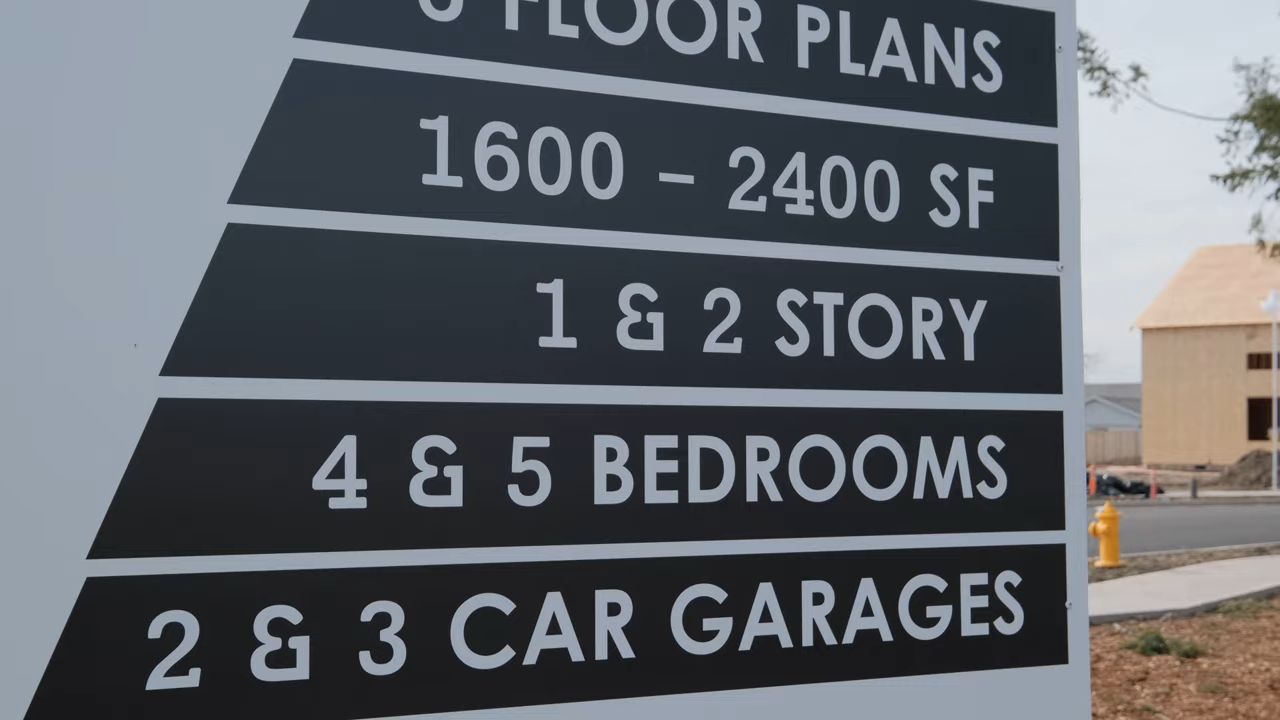 FLOOR PLANS
1600 – 2400 SF
1 & 2 STORY
4 & 5 BEDROOMS
2 & 3 CAR GARAGES